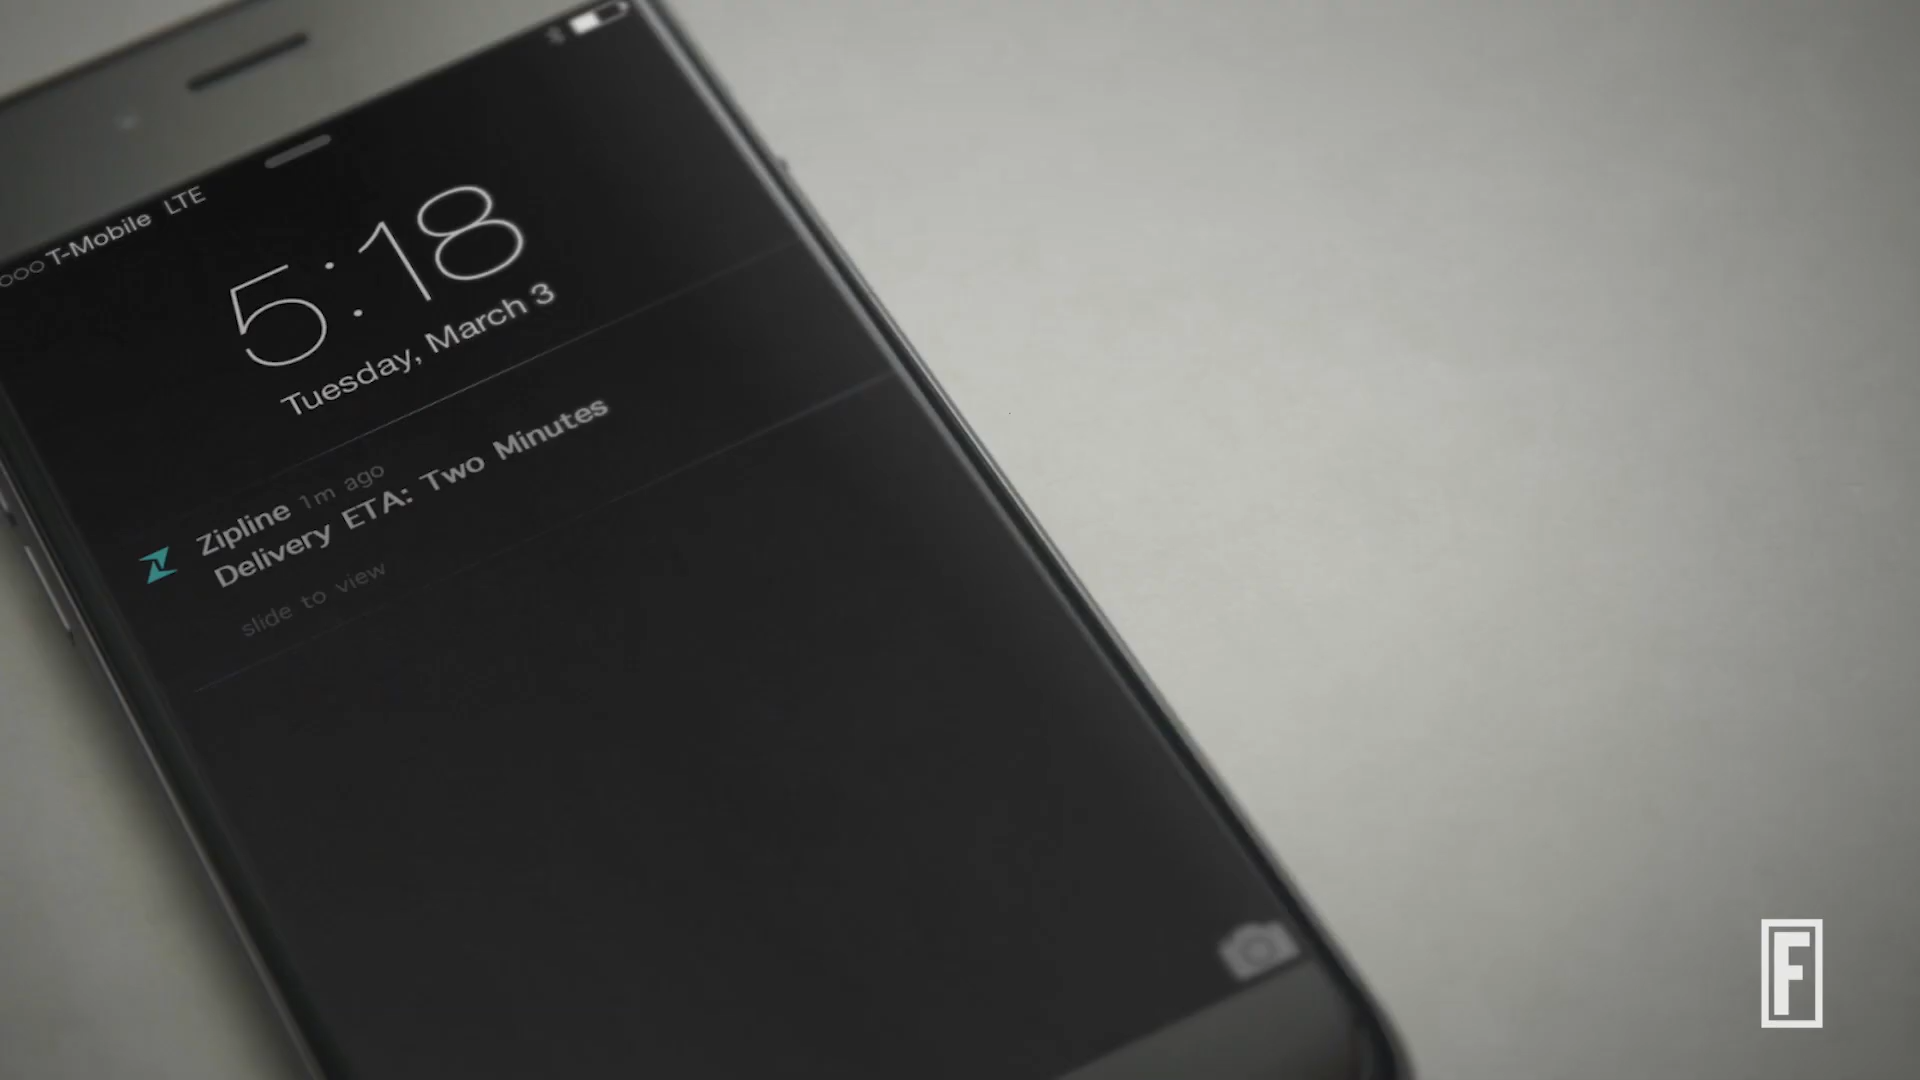 T-Mobile LTE
5:18
Tuesday, March 3
Zipline 1m ago
Delivery ETA: Two Minutes
slide to view
F